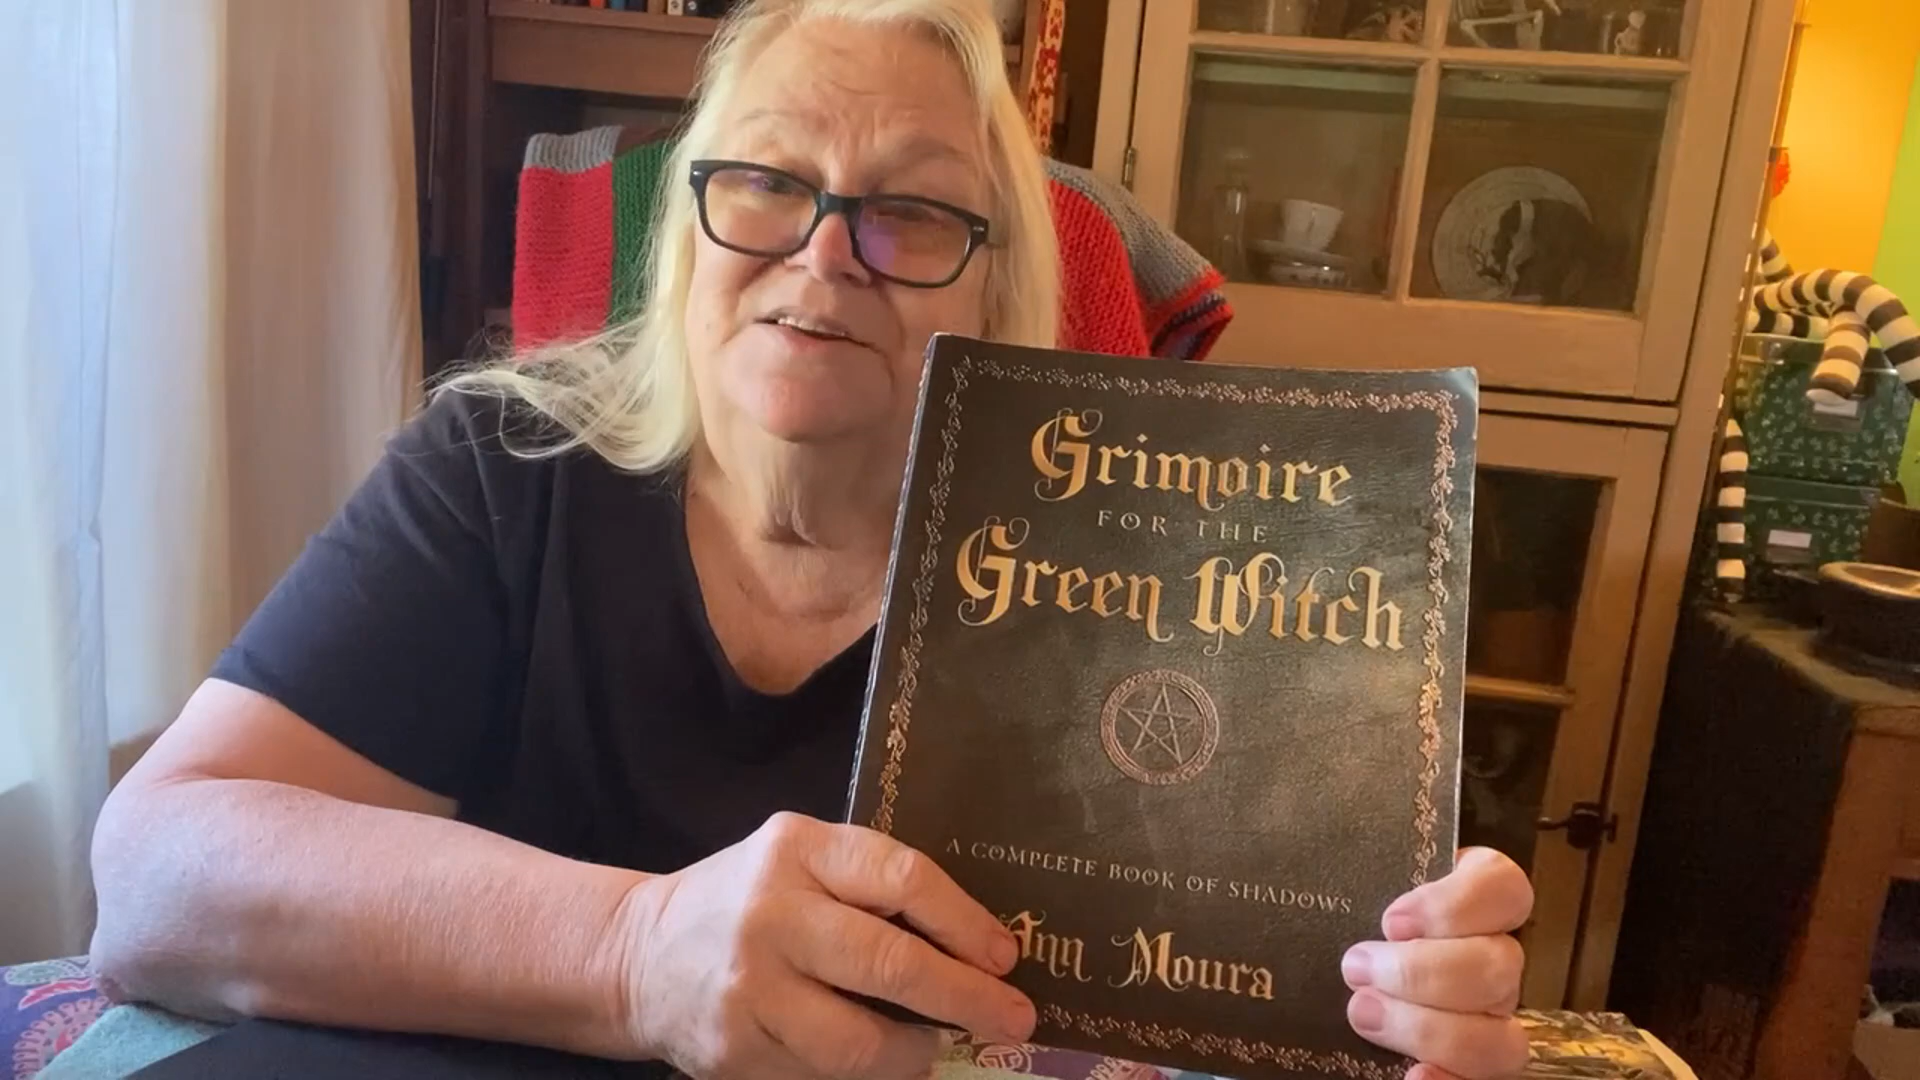 Grimoire
FOR THE
Green Witch
A COMPLETE BOOK OF SHADOWS
Ann Moura